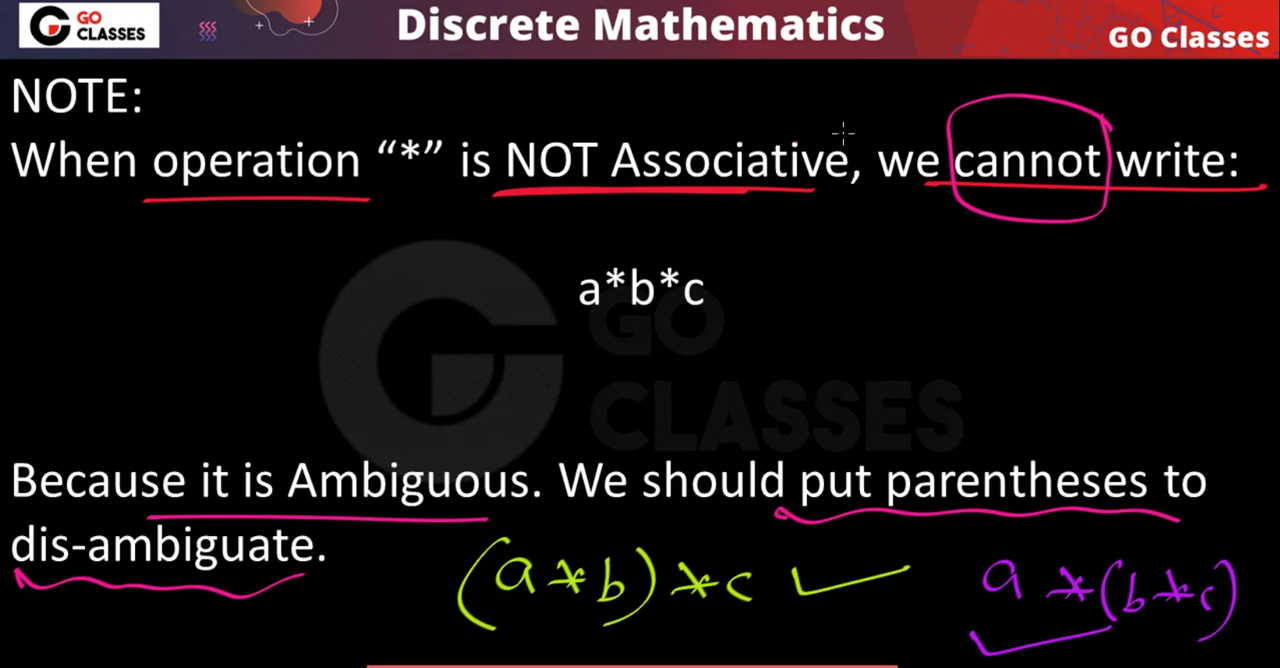 GO
CLASSES
Discrete Mathematics
GO Classes
NOTE:
When operation “*” is NOT Associative, we cannot write:
a*b*c
GO
CLASSES
Because it is Ambiguous. We should put parentheses to
dis-ambiguate.
(a*b)*c
a*(b*c)